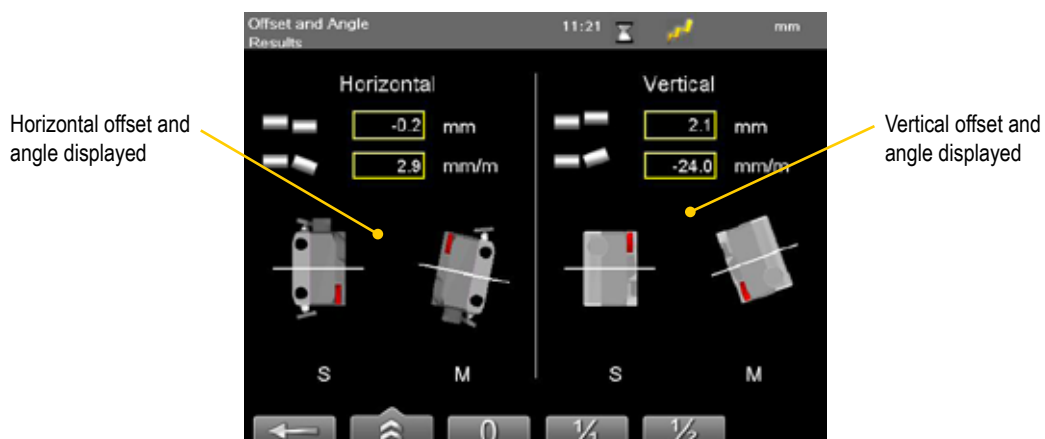 Offset and Angle
Results
11:21
mm
Horizontal
-0.2 mm
2.9 mm/m
Vertical
2.1 mm
-24.0 mm/m
Horizontal offset and
angle displayed
Vertical offset and
angle displayed
S
M
S
M
0
1/1
1/2